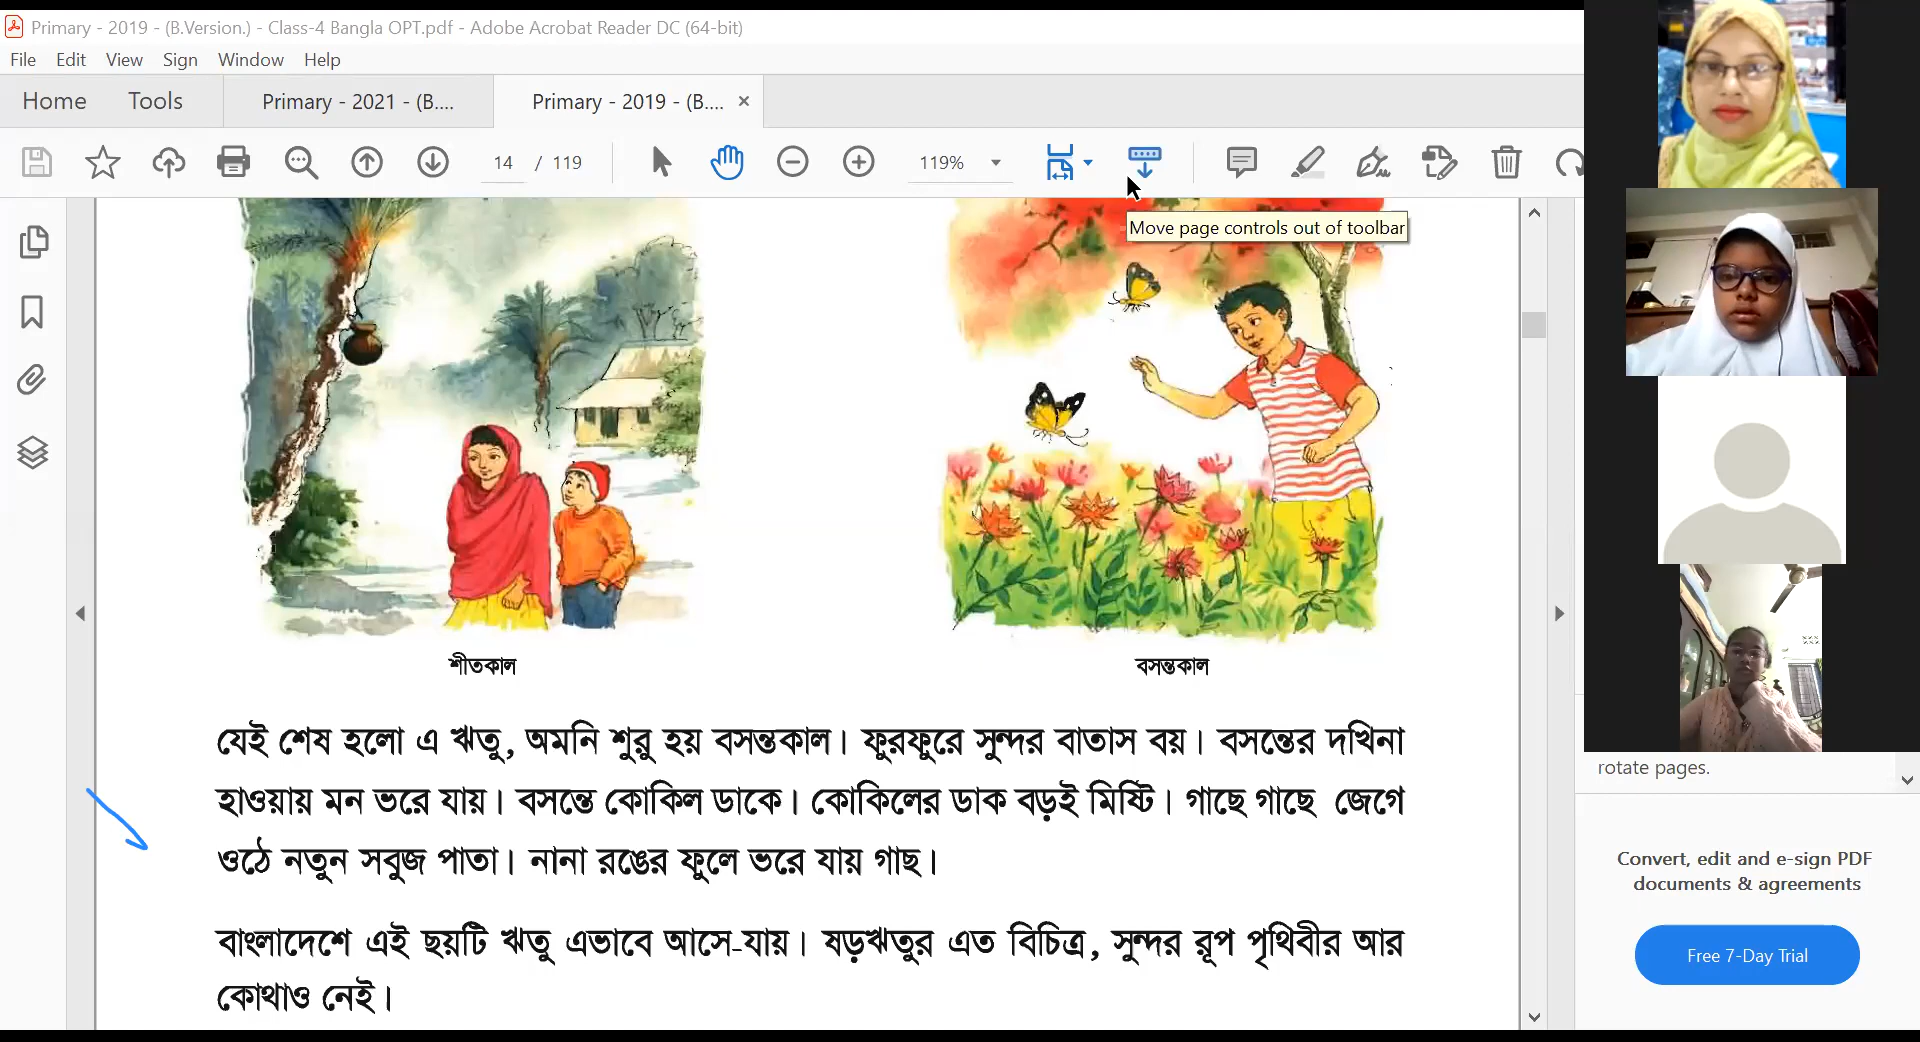 Primary - 2019 - (B.Version.) - Class-4 Bangla OPT.pdf - Adobe Acrobat Reader DC (64-bit)
File Edit View Sign Window Help
Home Tools Primary - 2021 - (B.... Primary - 2019 - (B.... ×
14 / 119 119%
Move page controls out of toolbar
শীতকাল বসন্তকাল
যেই শেষ হলো এ ঋতু, অমনি শুরু হয় বসন্তকাল। ফুরফুরে সুন্দর বাতাস বয়। বসন্তের দখিনা
হাওয়ায় মন ভরে যায়। বসন্তে কোকিল ডাকে। কোকিলের ডাক বড়ই মিষ্টি। গাছে গাছে জেগে
ওঠে নতুন সবুজ পাতা। নানা রঙের ফুলে ভরে যায় গাছ।
বাংলাদেশে এই ছয়টি ঋতু এভাবে আসে-যায়। ষড়ঋতুর এত বিচিত্র, সুন্দর রূপ পৃথিবীর আর
কোথাও নেই।
rotate pages.
Convert, edit and e-sign PDF
documents & agreements
Free 7-Day Trial